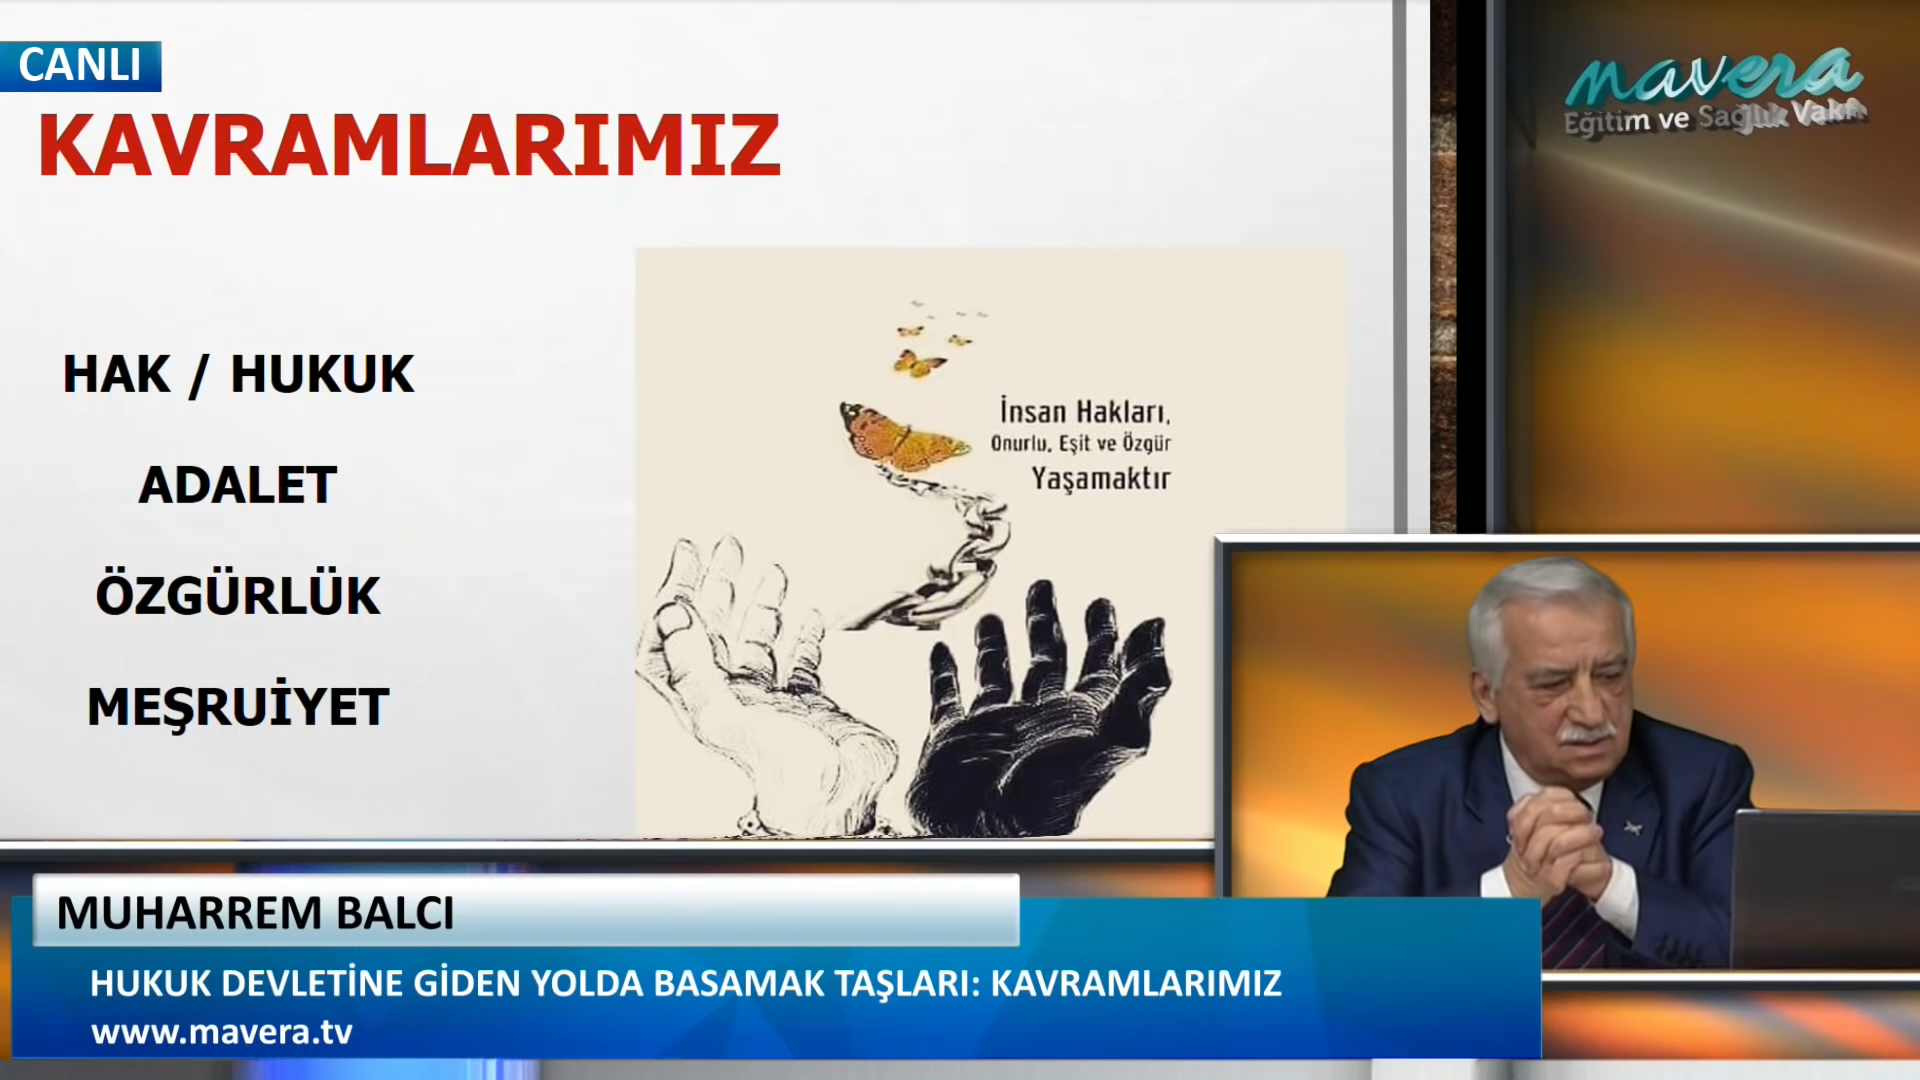 CANLI
KAVRAMLARIMIZ
mavera
Eğitim ve Sağlık Vakfı
HAK / HUKUK
ADALET
ÖZGÜRLÜK
MEŞRUİYET
İnsan Hakları,
Onurlu, Eşit ve Özgür
Yaşamaktır
MUHARREM BALCI
HUKUK DEVLETİNE GİDEN YOLDA BASAMAK TAŞLARI: KAVRAMLARIMIZ
www.mavera.tv